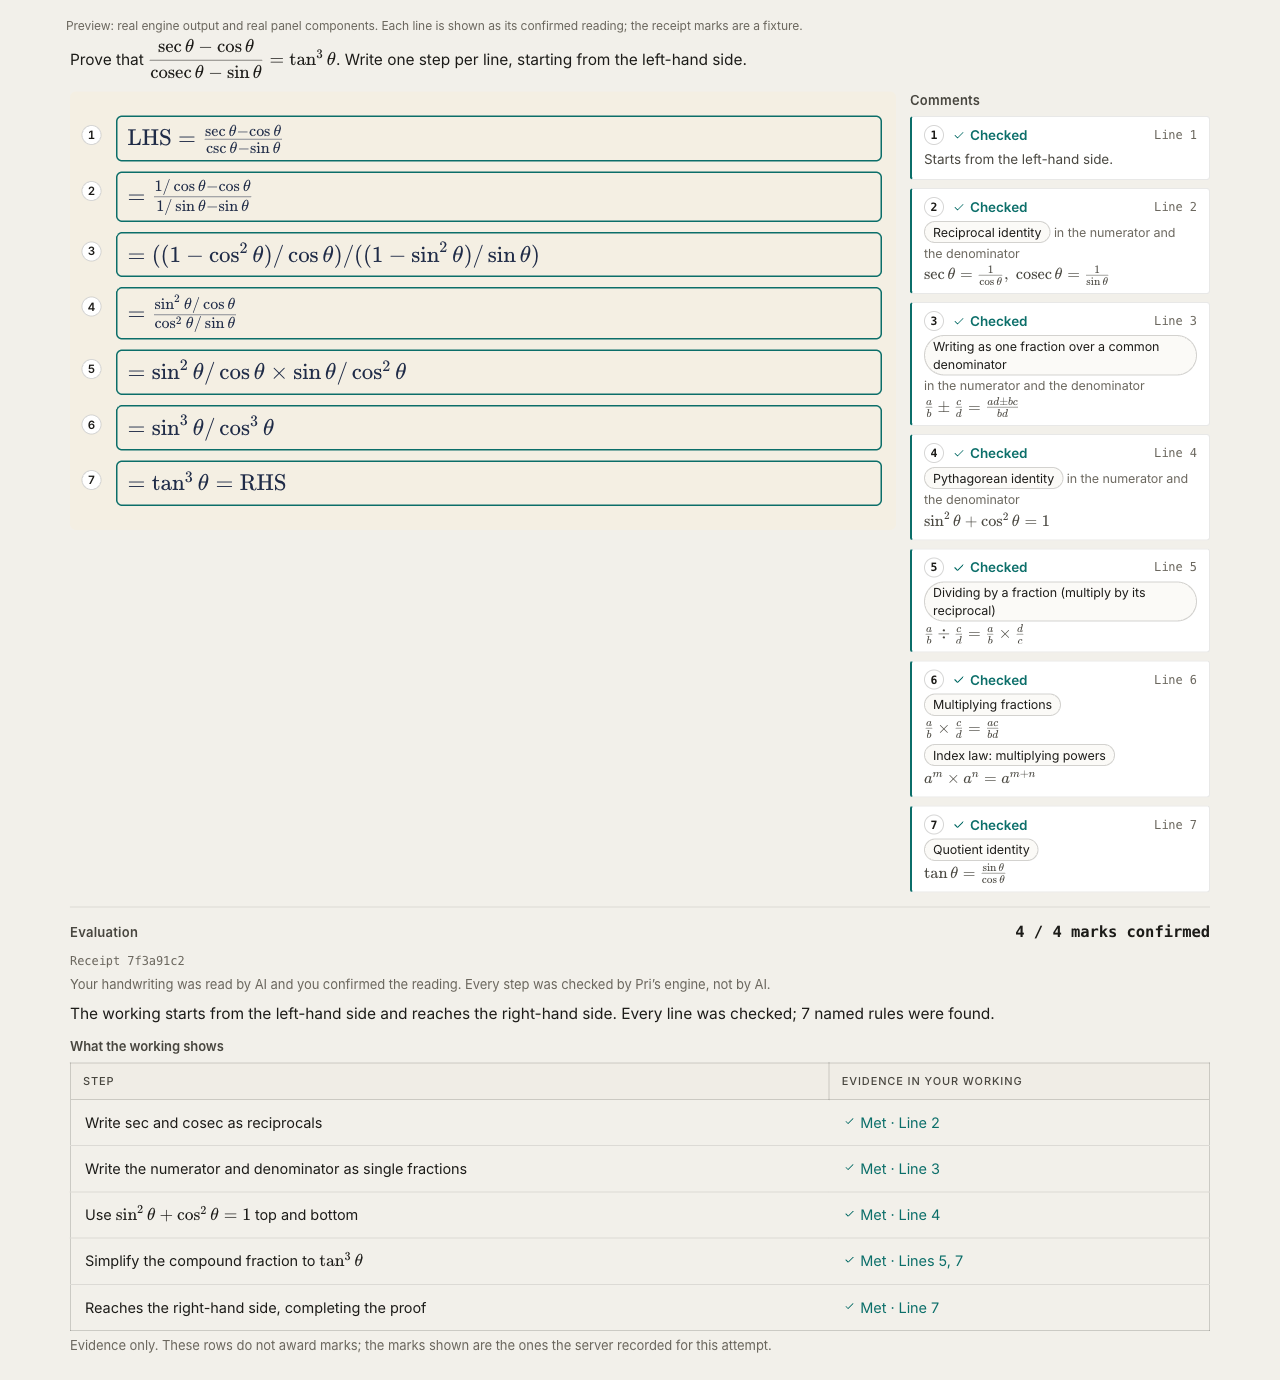 Preview: real engine output and real panel components. Each line is shown as its confirmed reading; the receipt marks are a fixture.
Prove that (sec θ − cos θ)/(cosec θ − sin θ) = tan³ θ. Write one step per line, starting from the left-hand side.
1 LHS = (sec θ−cos θ)/(csc θ−sin θ)
2 = (1/ cos θ−cos θ)/(1/ sin θ−sin θ)
3 = ((1 − cos² θ)/ cos θ)/((1 − sin² θ)/ sin θ)
4 = (sin² θ/ cos θ)/(cos² θ/ sin θ)
5 = sin² θ/ cos θ × sin θ/ cos² θ
6 = sin³ θ/ cos³ θ
7 = tan³ θ = RHS
Comments
1 ✓ Checked Line 1
Starts from the left-hand side.
2 ✓ Checked Line 2
Reciprocal identity in the numerator and
the denominator
sec θ = 1/cos θ, cosec θ = 1/sin θ
3 ✓ Checked Line 3
Writing as one fraction over a common
denominator
in the numerator and the denominator
a/b ± c/d = (ad±bc)/bd
4 ✓ Checked Line 4
Pythagorean identity in the numerator and
the denominator
sin² θ + cos² θ = 1
5 ✓ Checked Line 5
Dividing by a fraction (multiply by its
reciprocal)
a/b ÷ c/d = a/b × d/c
6 ✓ Checked Line 6
Multiplying fractions
a/b × c/d = ac/bd
Index law: multiplying powers
aᵐ × aⁿ = aᵐ⁺ⁿ
7 ✓ Checked Line 7
Quotient identity
tan θ = sin θ/cos θ
Evaluation 4 / 4 marks confirmed
Receipt 7f3a91c2
Your handwriting was read by AI and you confirmed the reading. Every step was checked by Pri’s engine, not by AI.
The working starts from the left-hand side and reaches the right-hand side. Every line was checked; 7 named rules were found.
What the working shows
STEP EVIDENCE IN YOUR WORKING
Write sec and cosec as reciprocals ✓ Met · Line 2
Write the numerator and denominator as single fractions ✓ Met · Line 3
Use sin² θ + cos² θ = 1 top and bottom ✓ Met · Line 4
Simplify the compound fraction to tan³ θ ✓ Met · Lines 5, 7
Reaches the right-hand side, completing the proof ✓ Met · Line 7
Evidence only. These rows do not award marks; the marks shown are the ones the server recorded for this attempt.